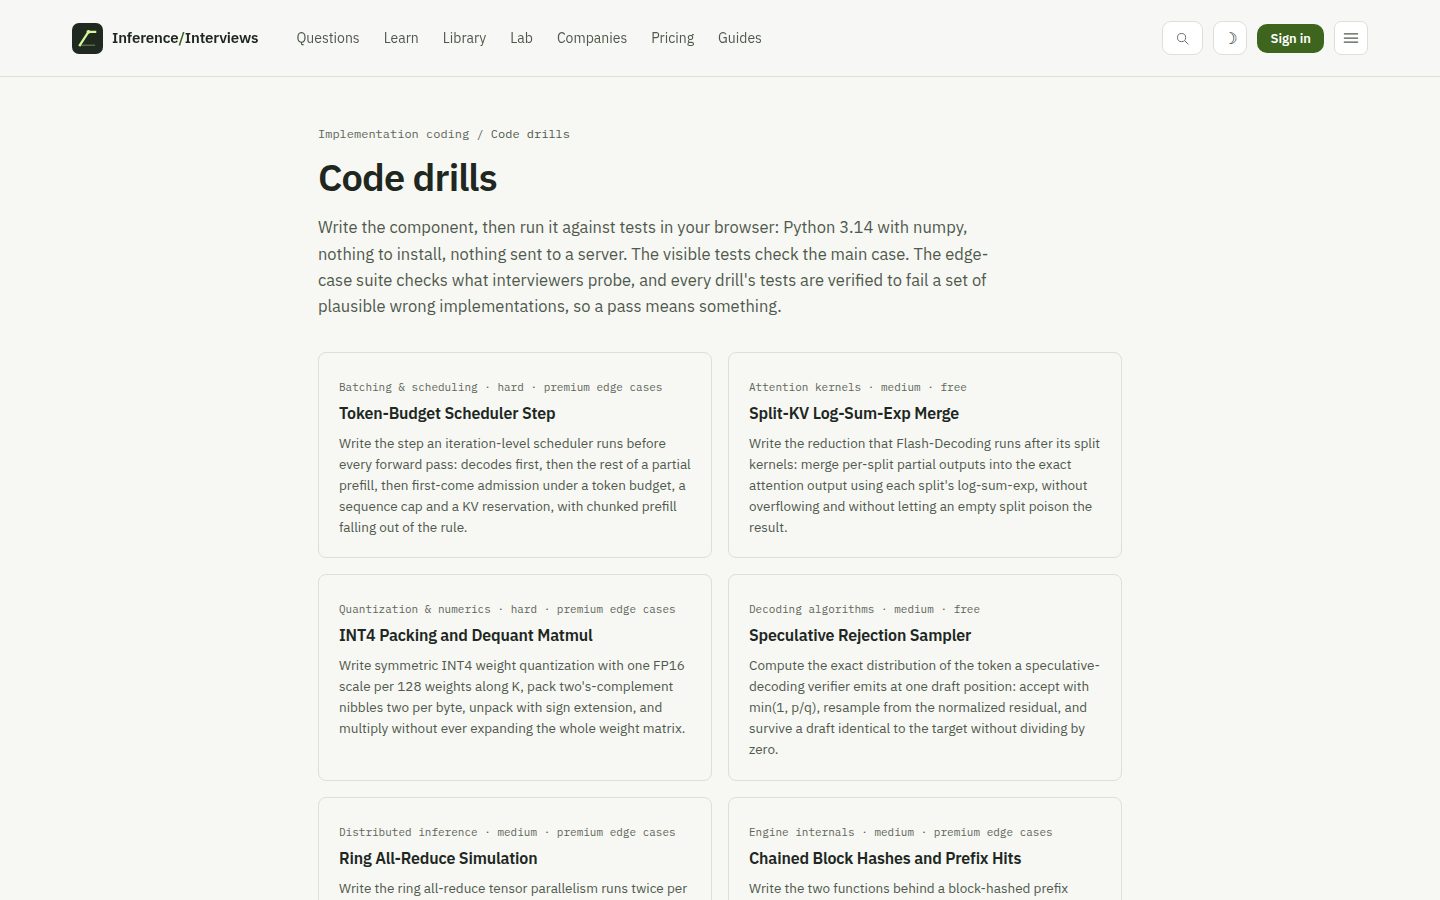 Inference/Interviews
Questions
Learn
Library
Lab
Companies
Pricing
Guides
Sign in
Implementation coding / Code drills
Code drills
Write the component, then run it against tests in your browser: Python 3.14 with numpy,
nothing to install, nothing sent to a server. The visible tests check the main case. The edge-
case suite checks what interviewers probe, and every drill's tests are verified to fail a set of
plausible wrong implementations, so a pass means something.
Batching & scheduling · hard · premium edge cases
Token-Budget Scheduler Step
Write the step an iteration-level scheduler runs before
every forward pass: decodes first, then the rest of a partial
prefill, then first-come admission under a token budget, a
sequence cap and a KV reservation, with chunked prefill
falling out of the rule.
Attention kernels · medium · free
Split-KV Log-Sum-Exp Merge
Write the reduction that Flash-Decoding runs after its split
kernels: merge per-split partial outputs into the exact
attention output using each split's log-sum-exp, without
overflowing and without letting an empty split poison the
result.
Quantization & numerics · hard · premium edge cases
INT4 Packing and Dequant Matmul
Write symmetric INT4 weight quantization with one FP16
scale per 128 weights along K, pack two's-complement
nibbles two per byte, unpack with sign extension, and
multiply without ever expanding the whole weight matrix.
Decoding algorithms · medium · free
Speculative Rejection Sampler
Compute the exact distribution of the token a speculative-
decoding verifier emits at one draft position: accept with
min(1, p/q), resample from the normalized residual, and
survive a draft identical to the target without dividing by
zero.
Distributed inference · medium · premium edge cases
Ring All-Reduce Simulation
Write the ring all-reduce tensor parallelism runs twice per
Engine internals · medium · premium edge cases
Chained Block Hashes and Prefix Hits
Write the two functions behind a block-hashed prefix